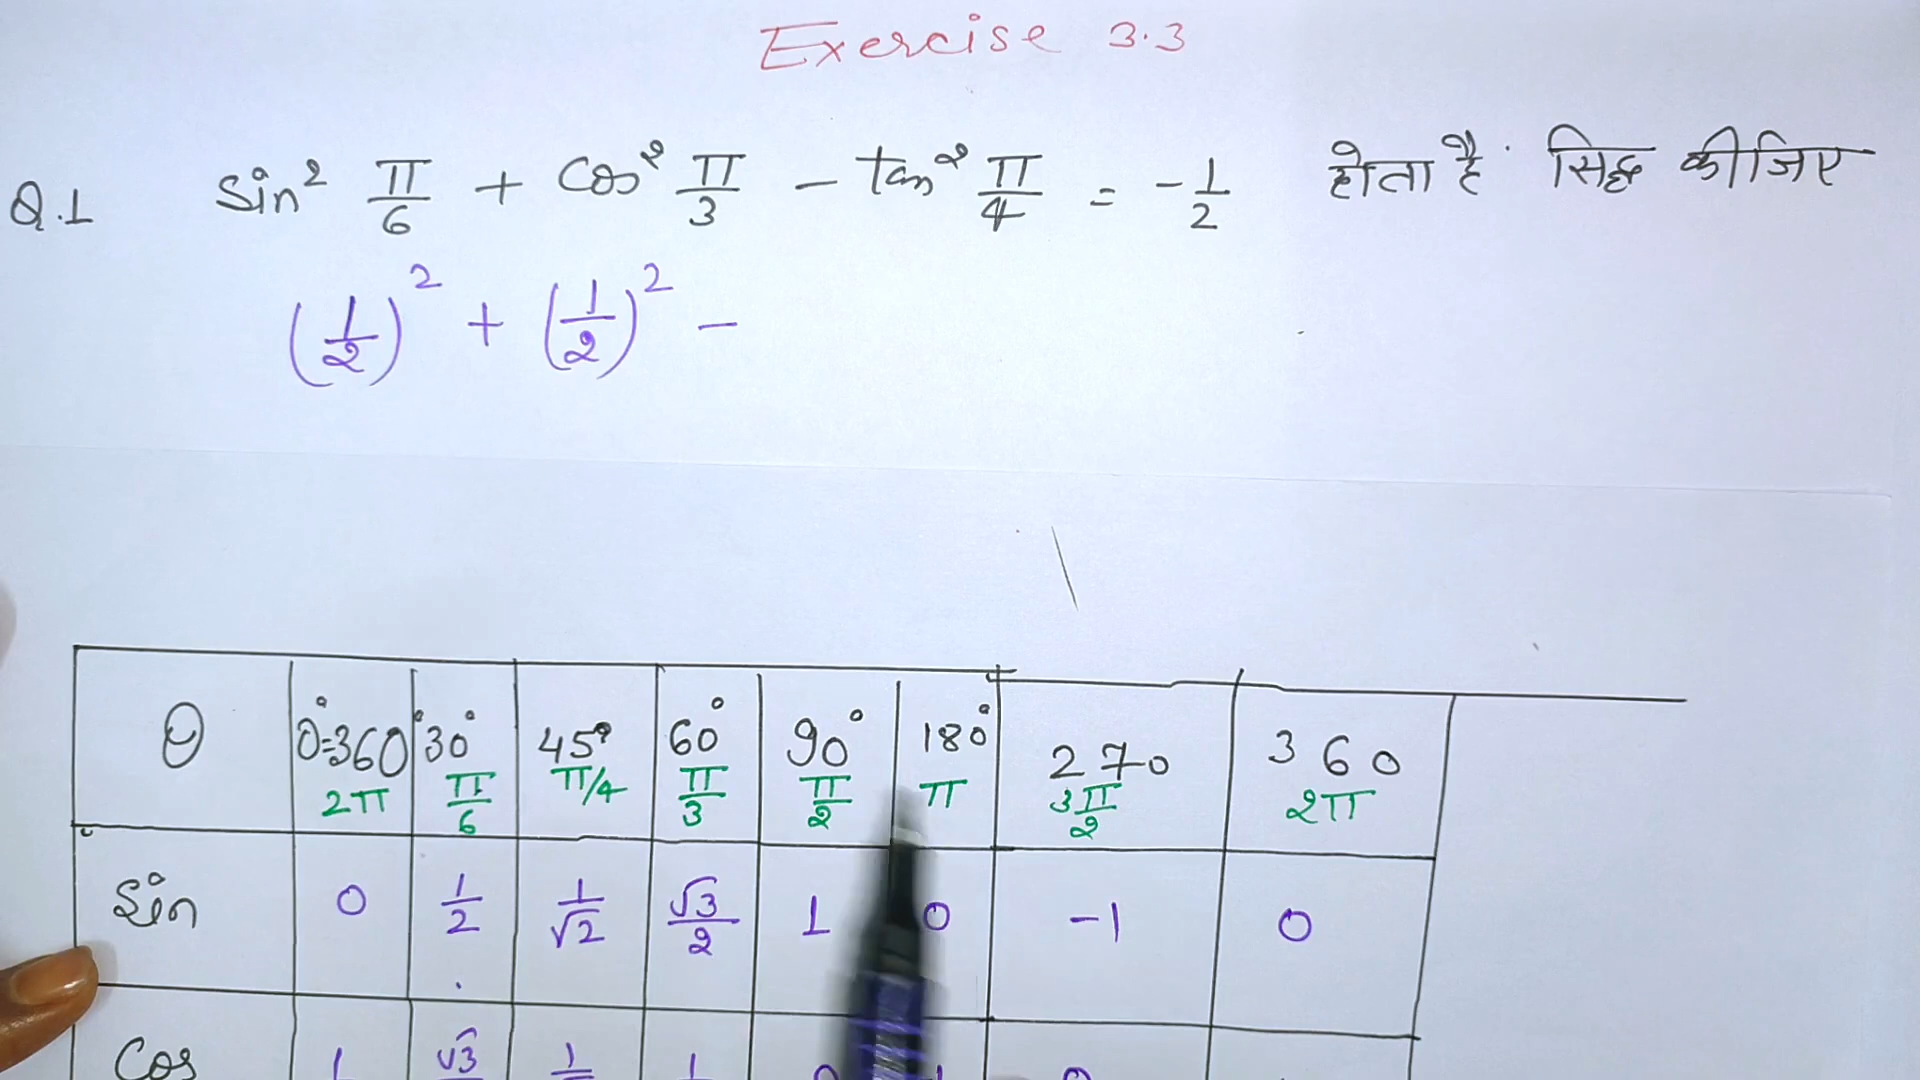 Exercise 3.3
Q.1 sin² π/6 + cos² π/3 - tan² π/4 = -1/2 होता है सिद्ध कीजिए
(1/2)² + (1/2)² -
θ 0°=360° 30° 45° 60° 90° 180° 270 360
2π π/6 π/4 π/3 π/2 π 3π/2 2π
sin 0 1/2 1/√2 √3/2 1 0 -1 0
Cos 1 √3 1 1